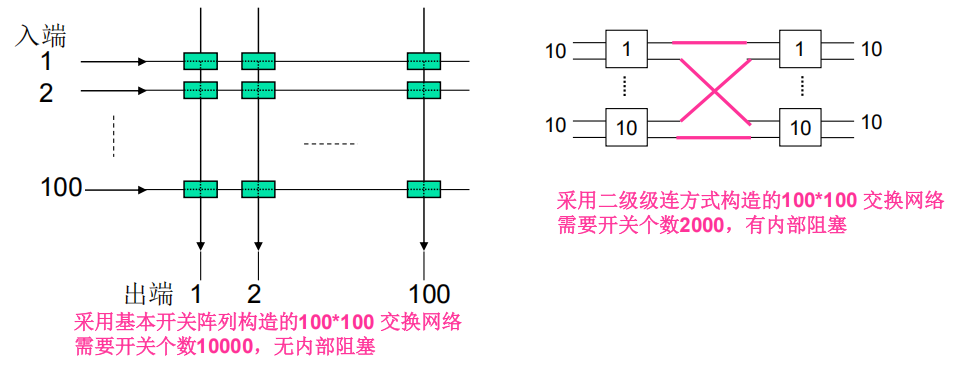 入端
1
2
100
出端 1 2 100
采用基本开关阵列构造的100*100 交换网络
需要开关个数10000，无内部阻塞
10 1 1 10
10 10 10 10
采用二级级连方式构造的100*100 交换网络
需要开关个数2000，有内部阻塞